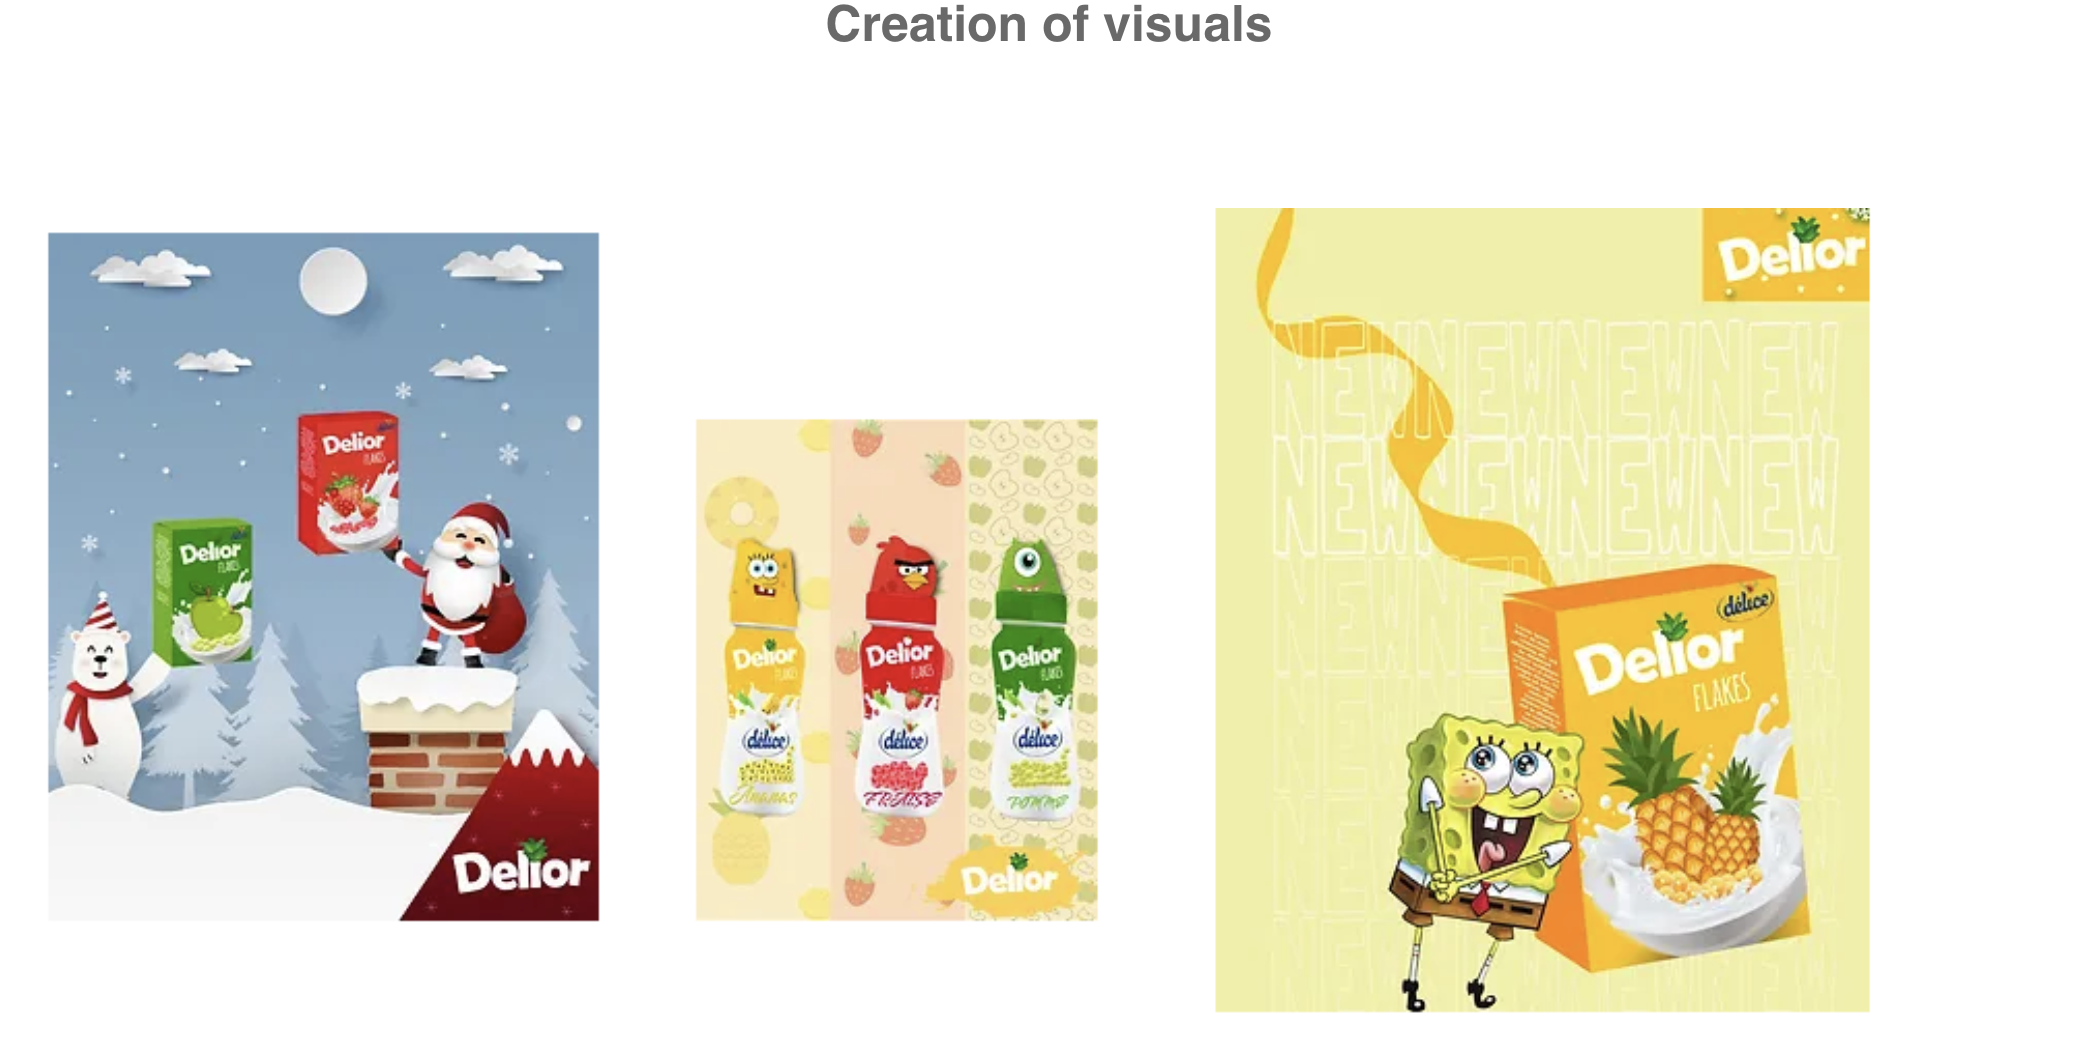 Creation of visuals
Delior
FLAKES
Delior
FLAKES
Delior
Delior
FLAKES
délice
Ananas
Delior
FLAKES
délice
FRAISE
Delior
FLAKES
délice
POMME
Delior
Delior
NEWNEWNEWNEW
NEWNEWNEWNEW
NEWNEWNEWNEW
délice
Delior
FLAKES